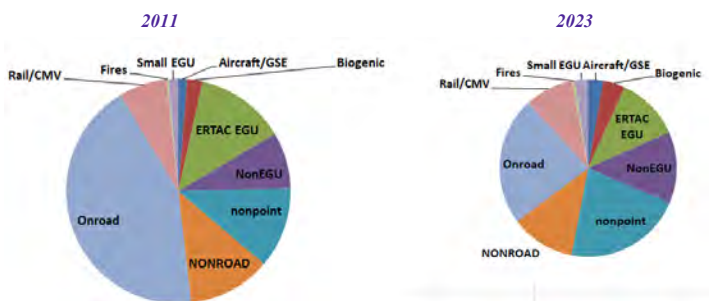 2011
Small EGU
Aircraft/GSE
Fires
Biogenic
Rail/CMV
ERTAC EGU
NonEGU
nonpoint
Onroad
NONROAD
2023
Small EGU
Aircraft/GSE
Fires
Biogenic
Rail/CMV
ERTAC
EGU
Onroad
NonEGU
nonpoint
NONROAD